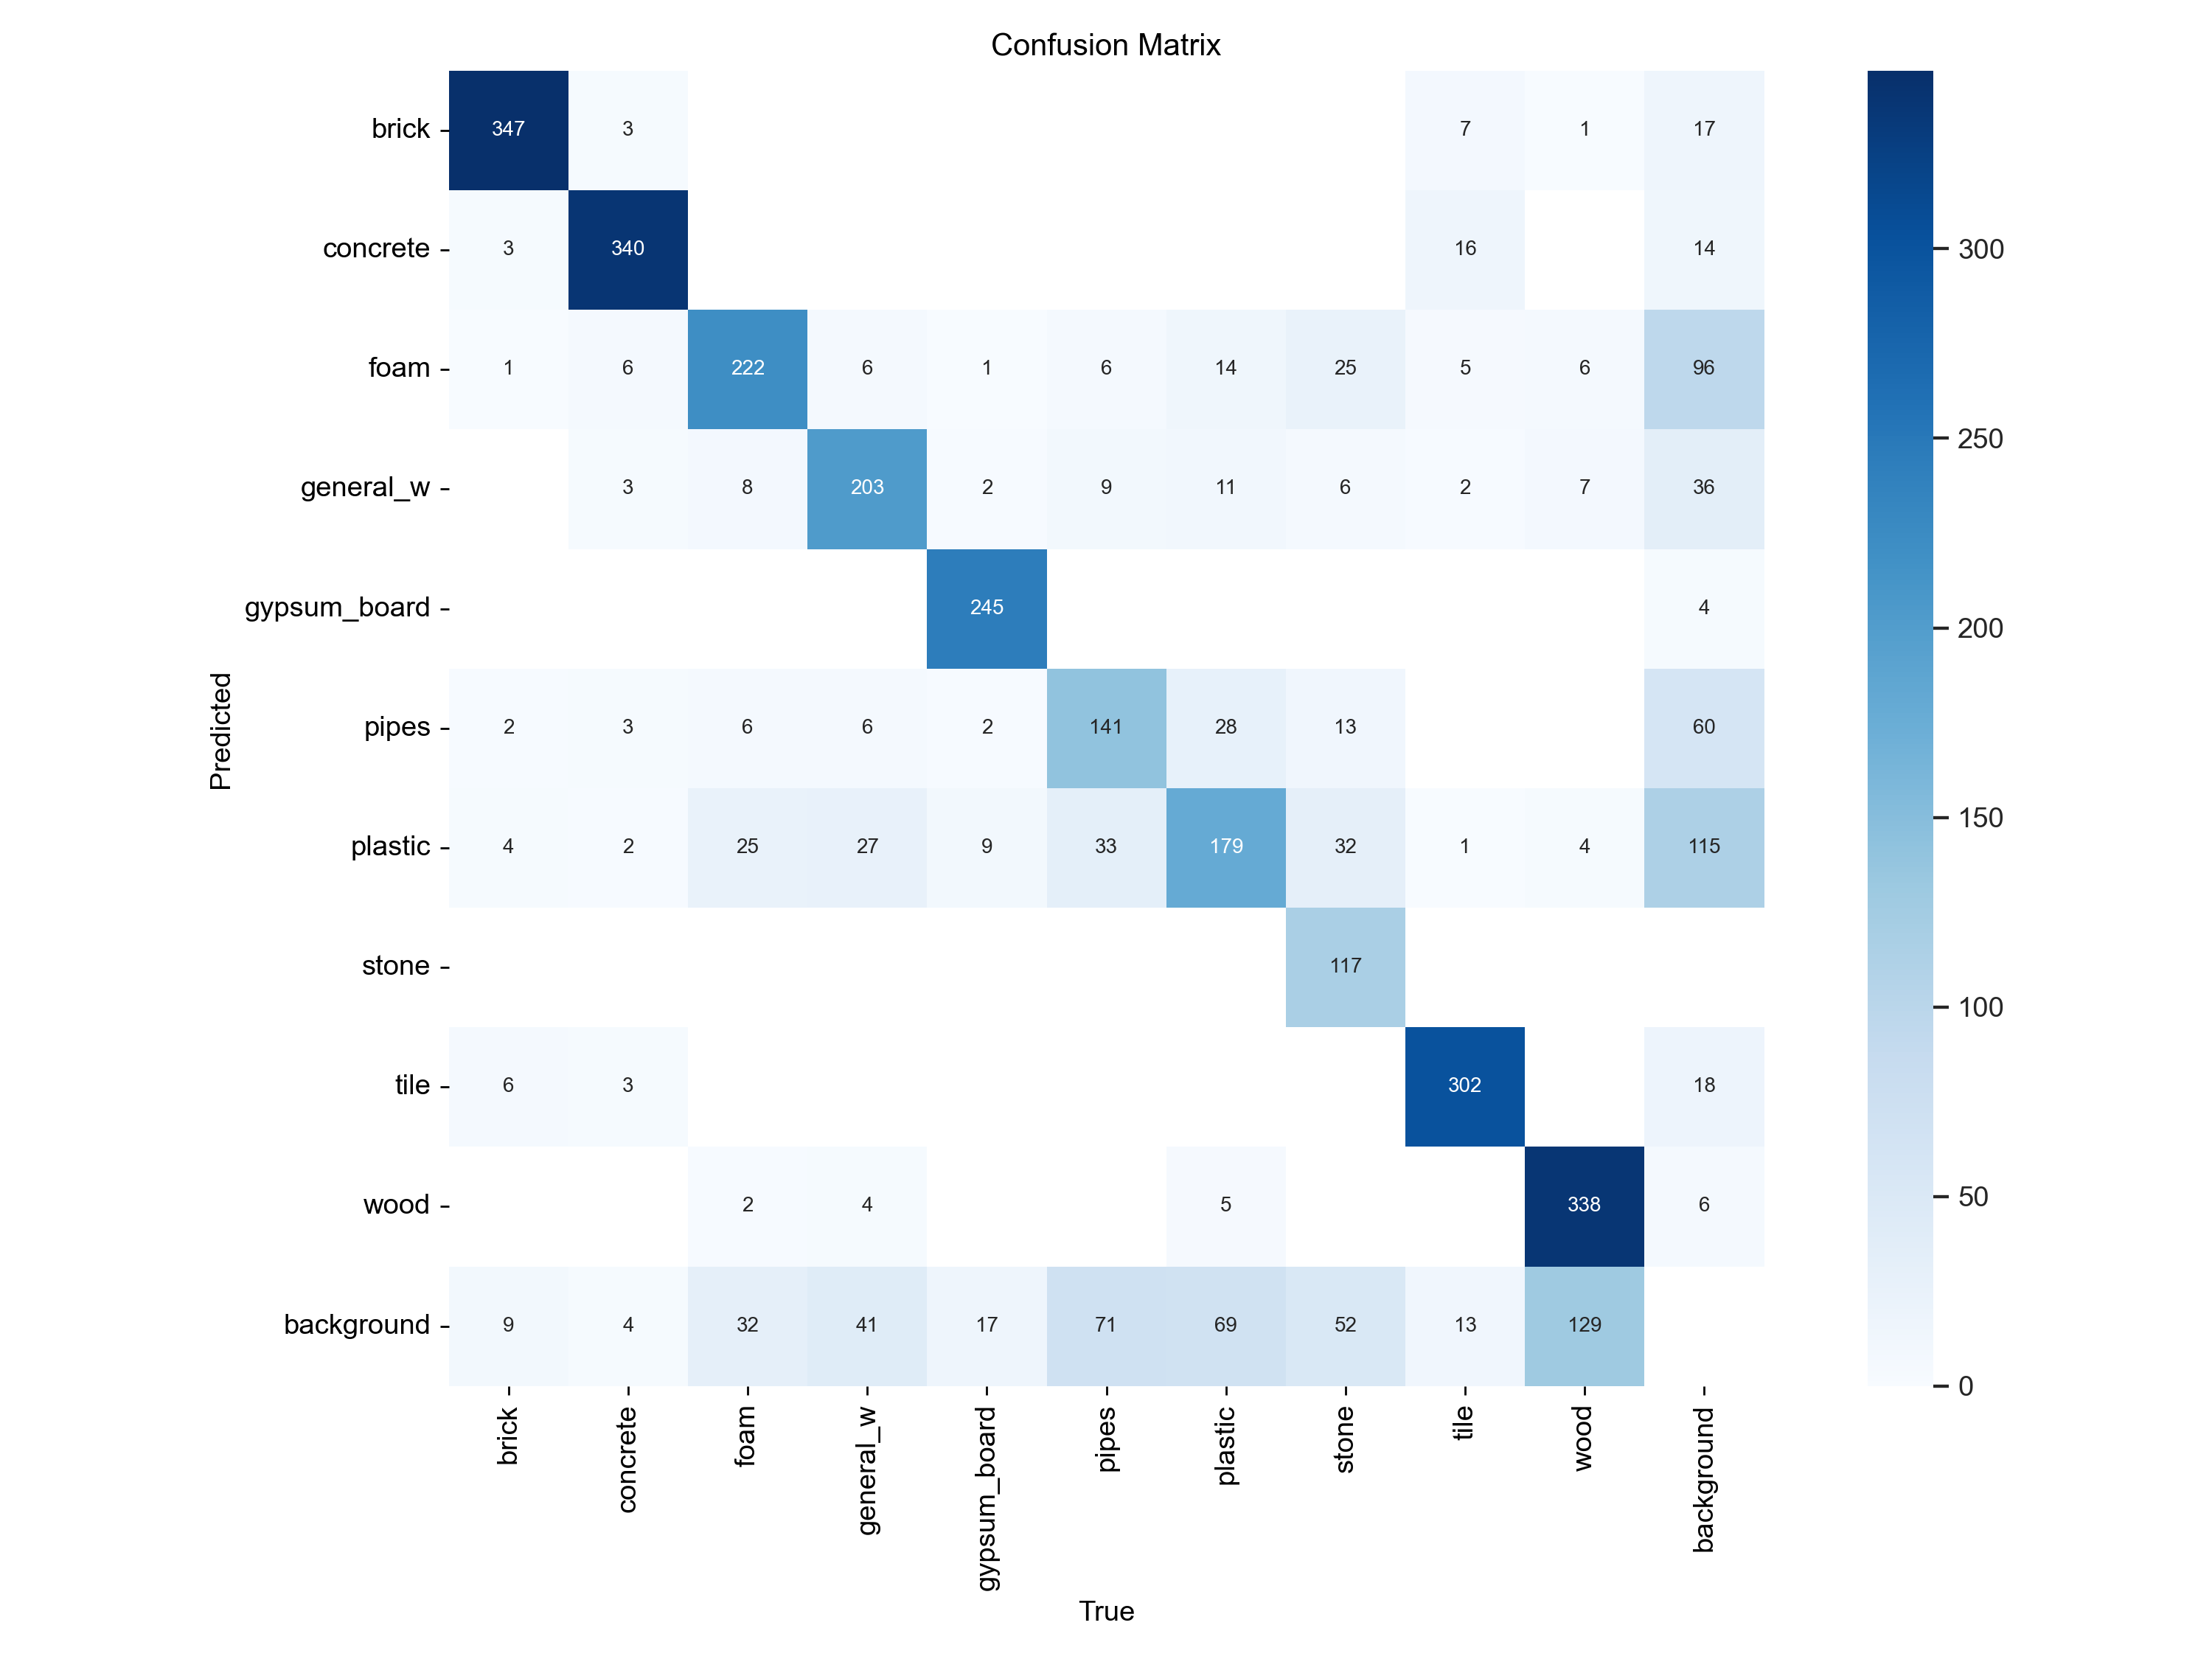 Confusion Matrix
brick 347 3 7 1 17
concrete 3 340 16 14
foam 1 6 222 6 1 6 14 25 5 6 96
general_w 3 8 203 2 9 11 6 2 7 36
gypsum_board 245 4
pipes 2 3 6 6 2 141 28 13 60
plastic 4 2 25 27 9 33 179 32 1 4 115
stone 117
tile 6 3 302 18
wood 2 4 5 338 6
background 9 4 32 41 17 71 69 52 13 129
Predicted
brick concrete foam general_w gypsum_board pipes plastic stone tile wood background
True
300
250
200
150
100
50
0